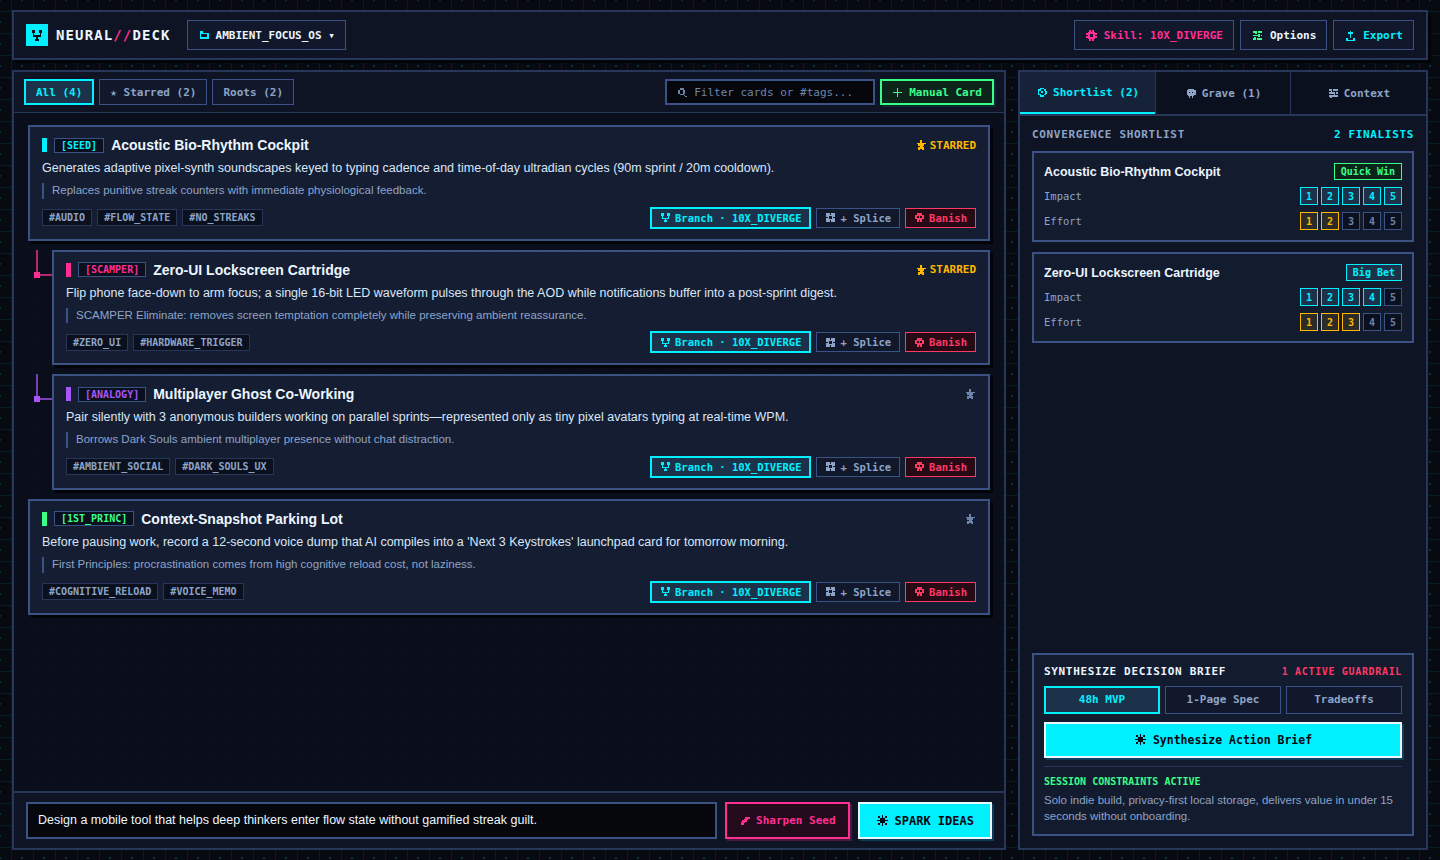 NEURAL//DECK
AMBIENT_FOCUS_OS ▾
Skill: 10X_DIVERGE
Options
Export
All (4)
★ Starred (2)
Roots (2)
Filter cards or #tags...
Manual Card
[SEED] Acoustic Bio-Rhythm Cockpit
STARRED
Generates adaptive pixel-synth soundscapes keyed to typing cadence and time-of-day ultradian cycles (90m sprint / 20m cooldown).
Replaces punitive streak counters with immediate physiological feedback.
#AUDIO #FLOW_STATE #NO_STREAKS
Branch · 10X_DIVERGE
+ Splice
Banish
[SCAMPER] Zero-UI Lockscreen Cartridge
STARRED
Flip phone face-down to arm focus; a single 16-bit LED waveform pulses through the AOD while notifications buffer into a post-sprint digest.
SCAMPER Eliminate: removes screen temptation completely while preserving ambient reassurance.
#ZERO_UI #HARDWARE_TRIGGER
Branch · 10X_DIVERGE
+ Splice
Banish
[ANALOGY] Multiplayer Ghost Co-Working
Pair silently with 3 anonymous builders working on parallel sprints—represented only as tiny pixel avatars typing at real-time WPM.
Borrows Dark Souls ambient multiplayer presence without chat distraction.
#AMBIENT_SOCIAL #DARK_SOULS_UX
Branch · 10X_DIVERGE
+ Splice
Banish
[1ST_PRINC] Context-Snapshot Parking Lot
Before pausing work, record a 12-second voice dump that AI compiles into a 'Next 3 Keystrokes' launchpad card for tomorrow morning.
First Principles: procrastination comes from high cognitive reload cost, not laziness.
#COGNITIVE_RELOAD #VOICE_MEMO
Branch · 10X_DIVERGE
+ Splice
Banish
Design a mobile tool that helps deep thinkers enter flow state without gamified streak guilt.
Sharpen Seed
SPARK IDEAS
Shortlist (2)
Grave (1)
Context
CONVERGENCE SHORTLIST
2 FINALISTS
Acoustic Bio-Rhythm Cockpit
Quick Win
Impact 1 2 3 4 5
Effort 1 2 3 4 5
Zero-UI Lockscreen Cartridge
Big Bet
Impact 1 2 3 4 5
Effort 1 2 3 4 5
SYNTHESIZE DECISION BRIEF
1 ACTIVE GUARDRAIL
48h MVP
1-Page Spec
Tradeoffs
Synthesize Action Brief
SESSION CONSTRAINTS ACTIVE
Solo indie build, privacy-first local storage, delivers value in under 15
seconds without onboarding.